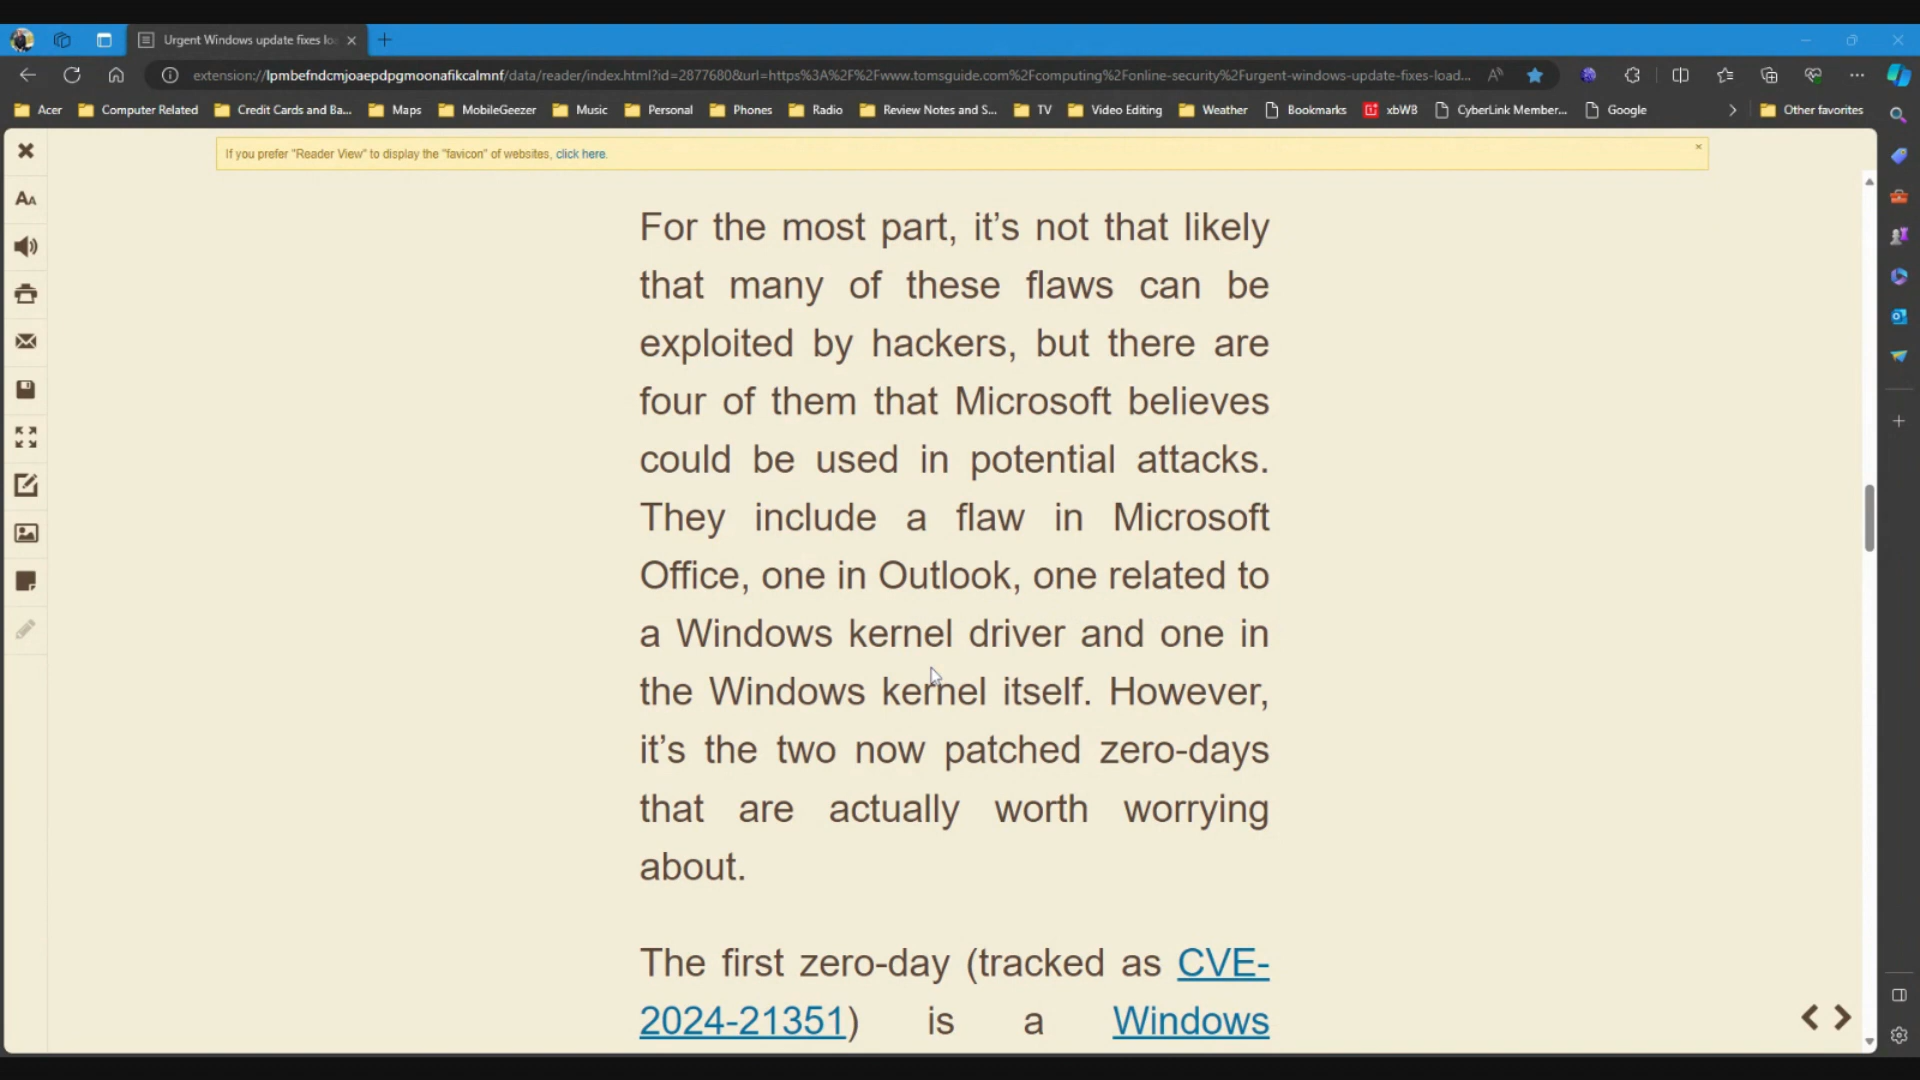 Urgent Windows update fixes lo
extension://lpmbefndcmjoaepdpgmoonafikcalmnf/data/reader/index.html?id=2877680&url=https%3A%2F%2Fwww.tomsguide.com%2Fcomputing%2Fonline-security%2Furgent-windows-update-fixes-load...
Acer Computer Related Credit Cards and Ba... Maps MobileGeezer Music Personal Phones Radio Review Notes and S... TV Video Editing Weather Bookmarks xbWB CyberLink Member... Google Other favorites
If you prefer "Reader View" to display the "favicon" of websites, click here.
For the most part, it’s not that likely
that many of these flaws can be
exploited by hackers, but there are
four of them that Microsoft believes
could be used in potential attacks.
They include a flaw in Microsoft
Office, one in Outlook, one related to
a Windows kernel driver and one in
the Windows kernel itself. However,
it’s the two now patched zero-days
that are actually worth worrying
about.
The first zero-day (tracked as CVE-
2024-21351) is a Windows